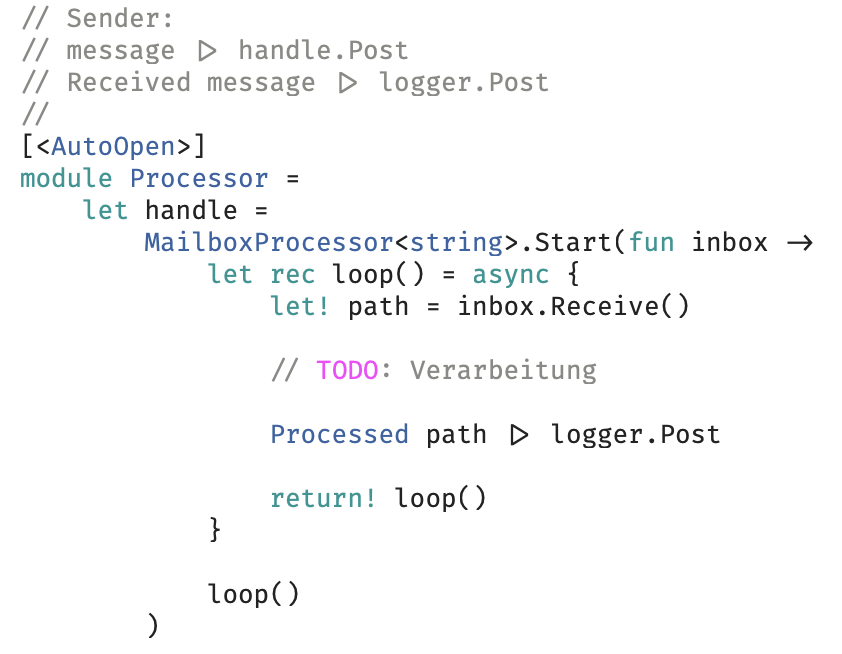 // Sender:
// message |> handle.Post
// Received message |> logger.Post
//
[<AutoOpen>]
module Processor =
    let handle =
        MailboxProcessor<string>.Start(fun inbox ->
            let rec loop() = async {
                let! path = inbox.Receive()

                // TODO: Verarbeitung

                Processed path |> logger.Post

                return! loop()
            }

            loop()
        )